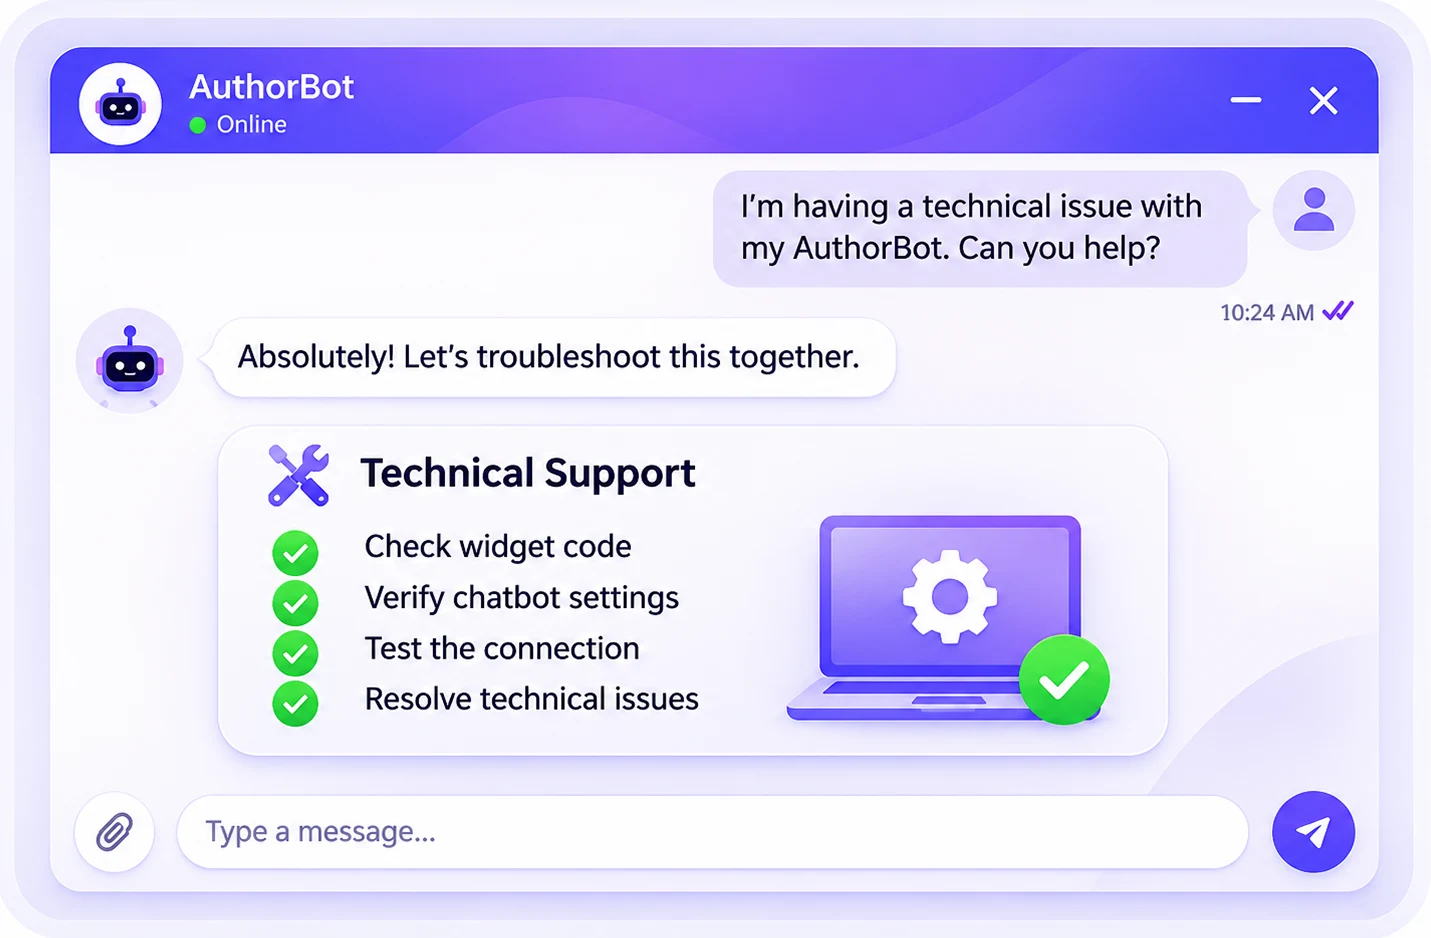 AuthorBot
Online
I'm having a technical issue with
my AuthorBot. Can you help?
10:24 AM
Absolutely! Let's troubleshoot this together.
Technical Support
Check widget code
Verify chatbot settings
Test the connection
Resolve technical issues
Type a message...